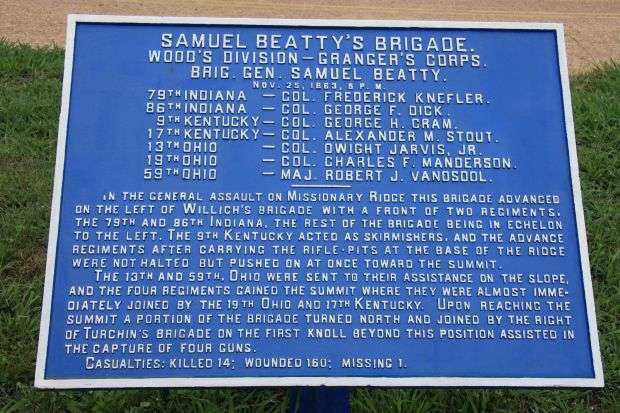 SAMUEL BEATTY'S BRIGADE.
WOOD'S DIVISION — GRANGER'S CORPS.
BRIG. GEN. SAMUEL BEATTY.
NOV. 25, 1863, 5 P. M.
79TH INDIANA — COL. FREDERICK KNEFLER.
86TH INDIANA — COL. GEORGE F. DICK.
9TH KENTUCKY — COL. GEORGE H. CRAM.
17TH KENTUCKY — COL. ALEXANDER M. STOUT.
13TH OHIO — COL. DWIGHT JARVIS, JR.
19TH OHIO — COL. CHARLES F. MANDERSON.
59TH OHIO — MAJ. ROBERT J. VANOSDOL.
IN THE GENERAL ASSAULT ON MISSIONARY RIDGE THIS BRIGADE ADVANCED
ON THE LEFT OF WILLICH'S BRIGADE WITH A FRONT OF TWO REGIMENTS,
THE 79TH AND 86TH INDIANA, THE REST OF THE BRIGADE BEING IN ECHELON
TO THE LEFT. THE 9TH KENTUCKY ACTED AS SKIRMISHERS, AND THE ADVANCE
REGIMENTS AFTER CARRYING THE RIFLE-PITS AT THE BASE OF THE RIDGE
WERE NOT HALTED BUT PUSHED ON AT ONCE TOWARD THE SUMMIT.
THE 13TH AND 59TH, OHIO WERE SENT TO THEIR ASSISTANCE ON THE SLOPE,
AND THE FOUR REGIMENTS GAINED THE SUMMIT WHERE THEY WERE ALMOST IMME-
DIATELY JOINED BY THE 19TH OHIO AND 17TH KENTUCKY. UPON REACHING THE
SUMMIT A PORTION OF THE BRIGADE TURNED NORTH AND JOINED BY THE RIGHT
OF TURCHIN'S BRIGADE ON THE FIRST KNOLL BEYOND THIS POSITION ASSISTED IN
THE CAPTURE OF FOUR GUNS.
CASUALTIES: KILLED 14; WOUNDED 160; MISSING 1.